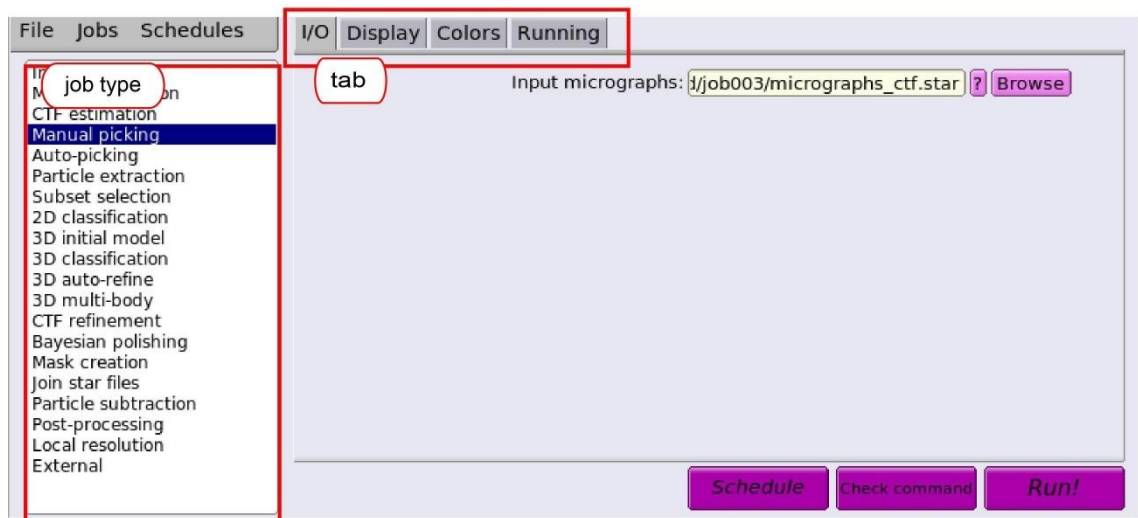 File Jobs Schedules
I/O Display Colors Running
job type
tab
Input micrographs: /job003/micrographs_ctf.star ? Browse
CTF estimation
Manual picking
Auto-picking
Particle extraction
Subset selection
2D classification
3D initial model
3D classification
3D auto-refine
3D multi-body
CTF refinement
Bayesian polishing
Mask creation
Join star files
Particle subtraction
Post-processing
Local resolution
External
Schedule Check command Run!